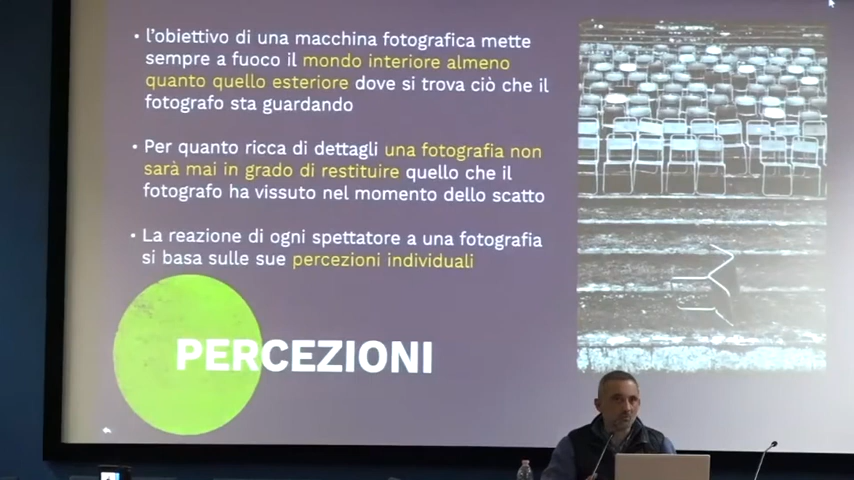 • l'obiettivo di una macchina fotografica mette
sempre a fuoco il mondo interiore almeno
quanto quello esteriore dove si trova ciò che il
fotografo sta guardando
• Per quanto ricca di dettagli una fotografia non
sarà mai in grado di restituire quello che il
fotografo ha vissuto nel momento dello scatto
• La reazione di ogni spettatore a una fotografia
si basa sulle sue percezioni individuali
PERCEZIONI